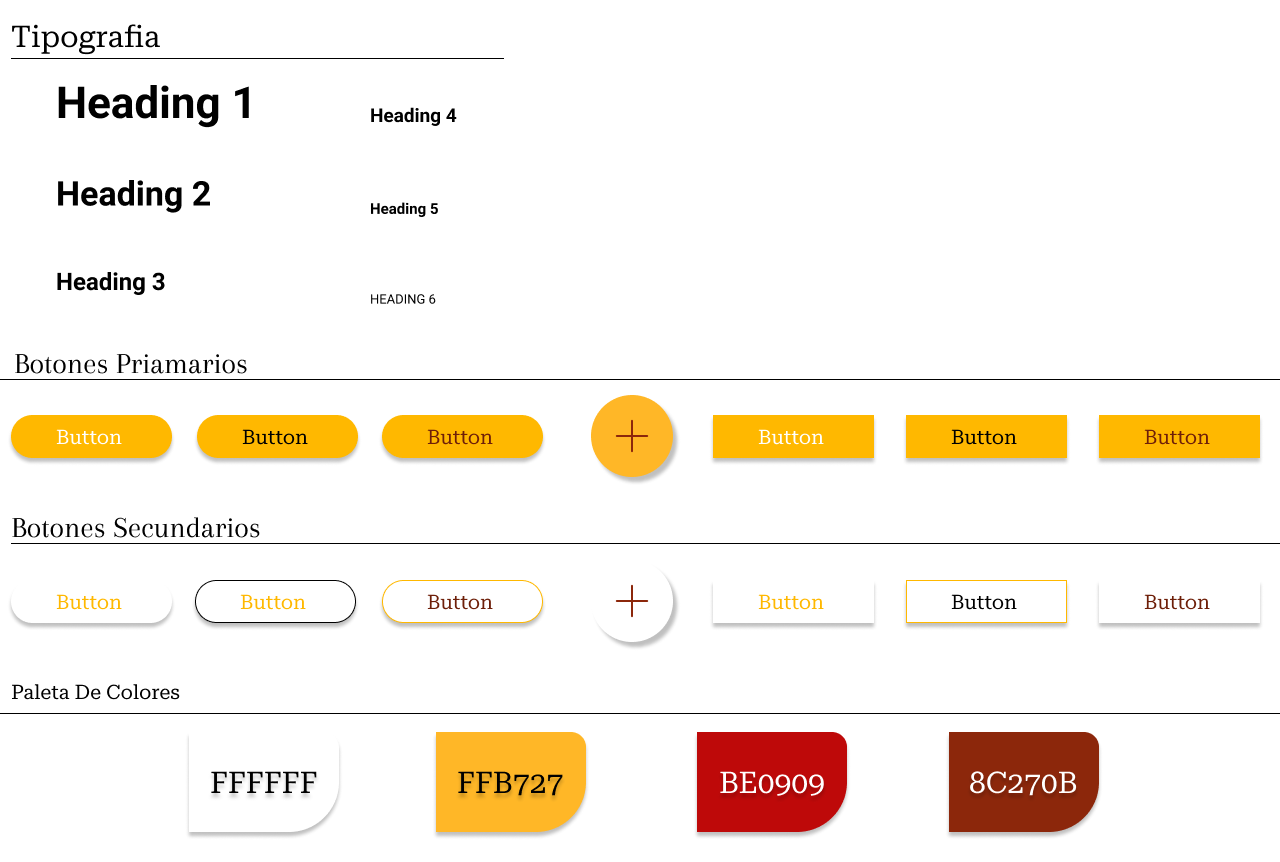 Tipografia
Heading 1
Heading 4
Heading 2
Heading 5
Heading 3
HEADING 6
Botones Priamarios
Button Button Button Button Button Button
Botones Secundarios
Button Button Button Button Button Button
Paleta De Colores
FFFFFF FFB727 BE0909 8C270B